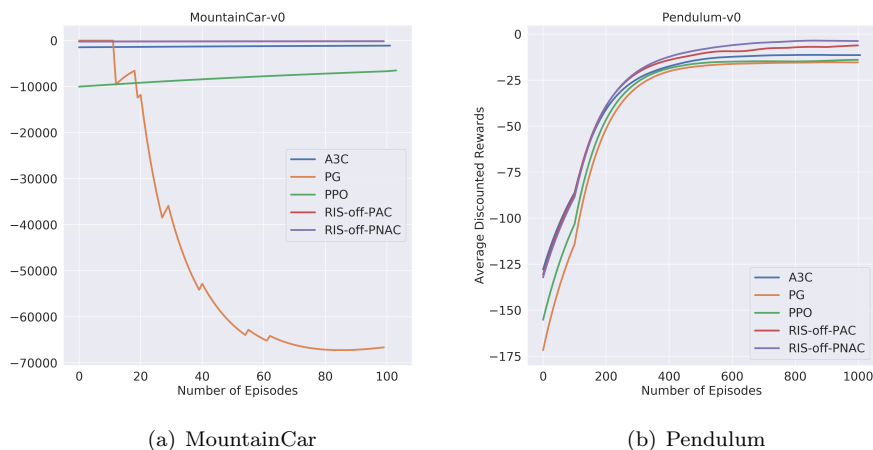 MountainCar-v0
0
−10000
−20000
−30000
−40000
−50000
−60000
−70000
A3C
PG
PPO
RIS-off-PAC
RIS-off-PNAC
0 20 40 60 80 100
Number of Episodes
(a) MountainCar
Pendulum-v0
Average Discounted Rewards
0
−25
−50
−75
−100
−125
−150
−175
A3C
PG
PPO
RIS-off-PAC
RIS-off-PNAC
0 200 400 600 800 1000
Number of Episodes
(b) Pendulum